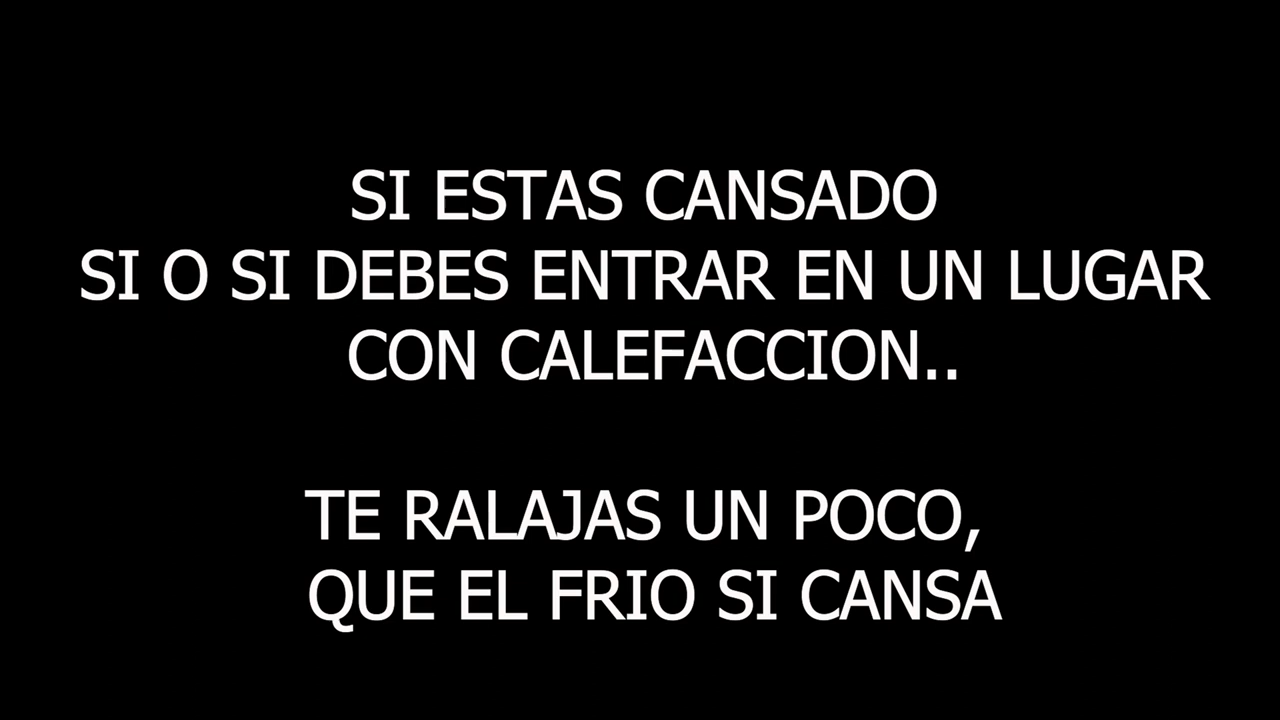 SI ESTAS CANSADO
SI O SI DEBES ENTRAR EN UN LUGAR
CON CALEFACCION..
TE RALAJAS UN POCO,
QUE EL FRIO SI CANSA